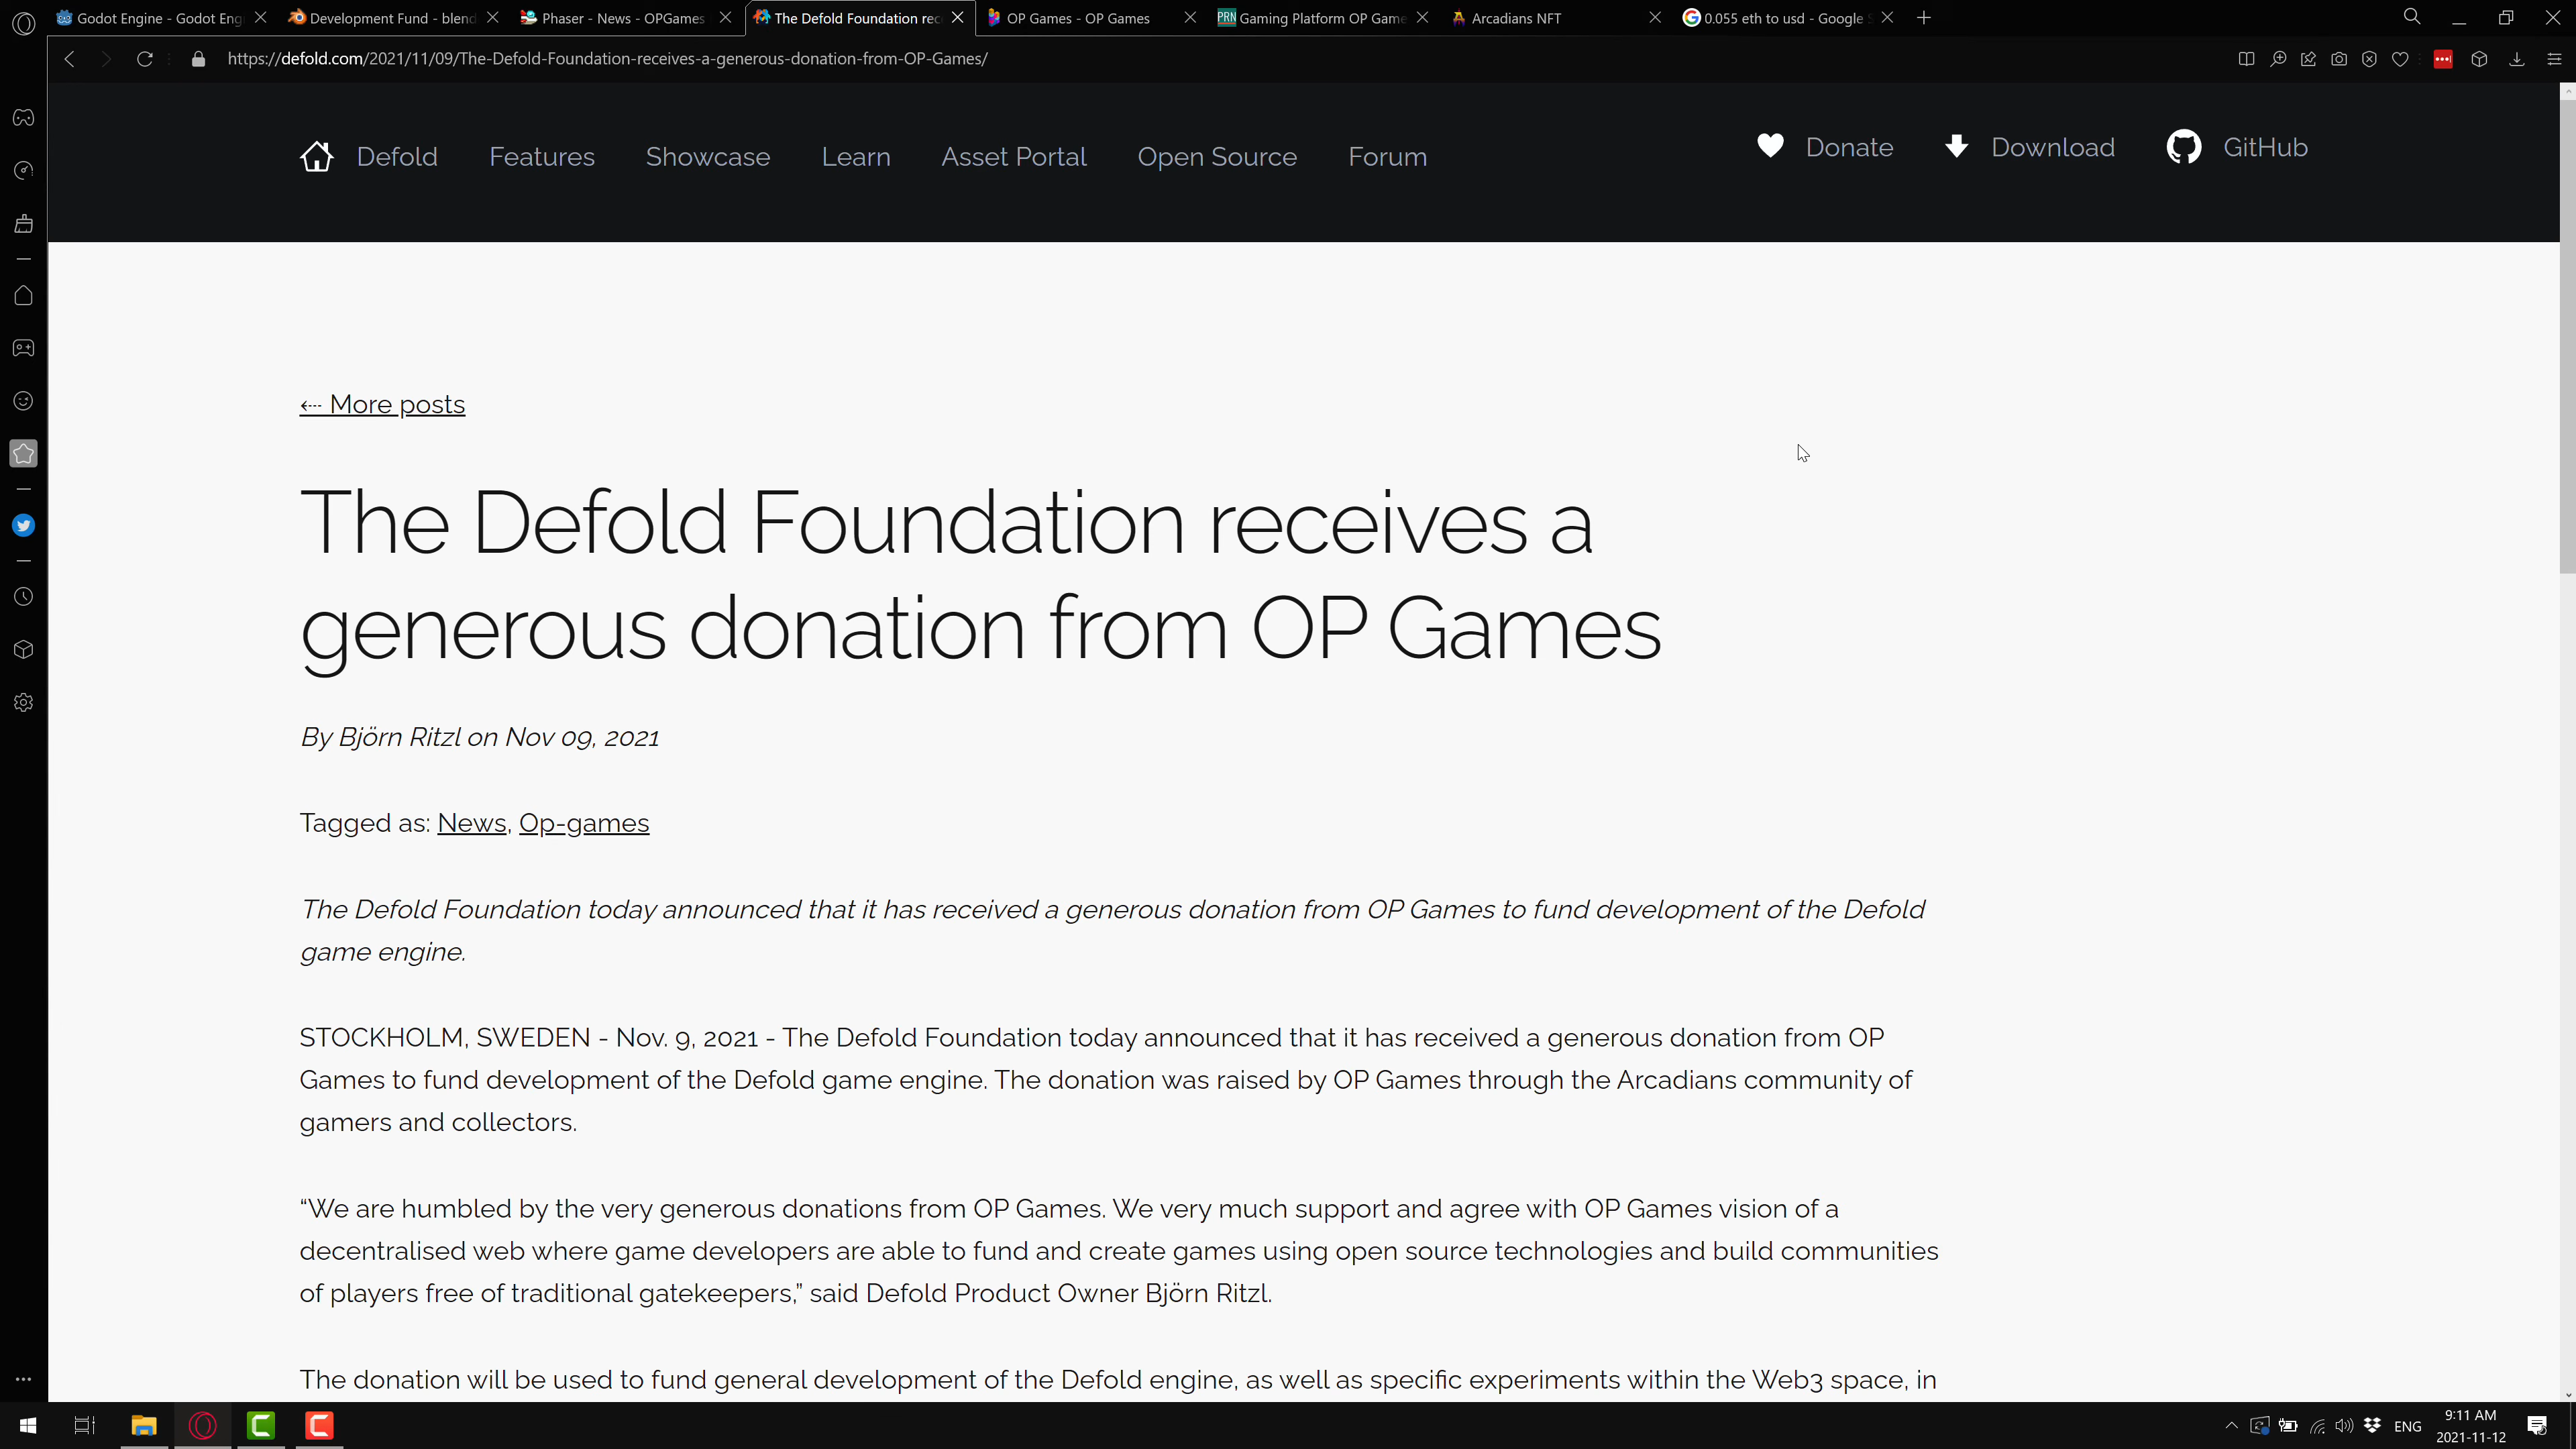 Godot Engine - Godot Eng
Development Fund - blend
Phaser - News - OPGames
The Defold Foundation rec
OP Games - OP Games
PRN Gaming Platform OP Game
Arcadians NFT
0.055 eth to usd - Google S
https://defold.com/2021/11/09/The-Defold-Foundation-receives-a-generous-donation-from-OP-Games/
Defold Features Showcase Learn Asset Portal Open Source Forum Donate Download GitHub
⇠ More posts
The Defold Foundation receives a
generous donation from OP Games
By Björn Ritzl on Nov 09, 2021
Tagged as: News, Op-games
The Defold Foundation today announced that it has received a generous donation from OP Games to fund development of the Defold
game engine.
STOCKHOLM, SWEDEN - Nov. 9, 2021 - The Defold Foundation today announced that it has received a generous donation from OP
Games to fund development of the Defold game engine. The donation was raised by OP Games through the Arcadians community of
gamers and collectors.
“We are humbled by the very generous donations from OP Games. We very much support and agree with OP Games vision of a
decentralised web where game developers are able to fund and create games using open source technologies and build communities
of players free of traditional gatekeepers,” said Defold Product Owner Björn Ritzl.
The donation will be used to fund general development of the Defold engine, as well as specific experiments within the Web3 space, in
ENG
9:11 AM
2021-11-12